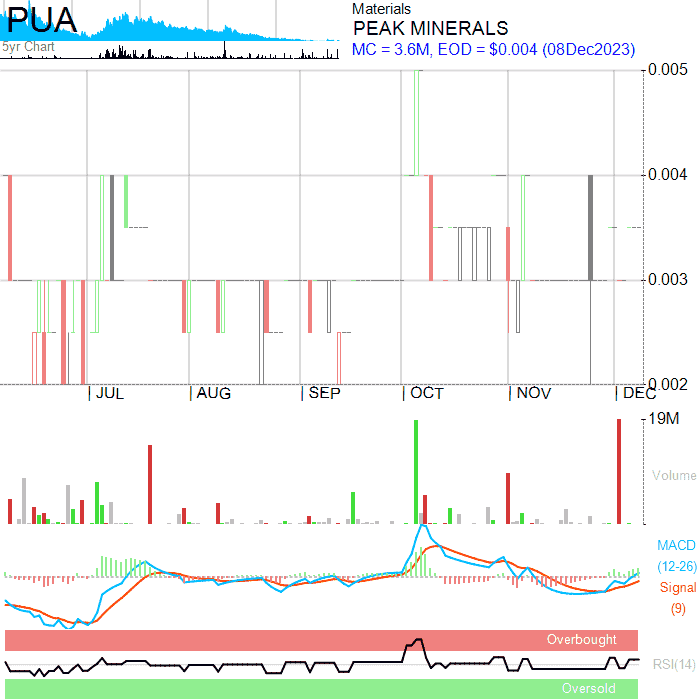 PUA
5yr Chart
Materials
PEAK MINERALS
MC = 3.6M, EOD = $0.004 (08Dec2023)
0.005
0.004
0.003
0.002
JUL AUG SEP OCT NOV DEC
19M
Volume
MACD
(12-26)
Signal
(9)
Overbought
RSI(14)
Oversold